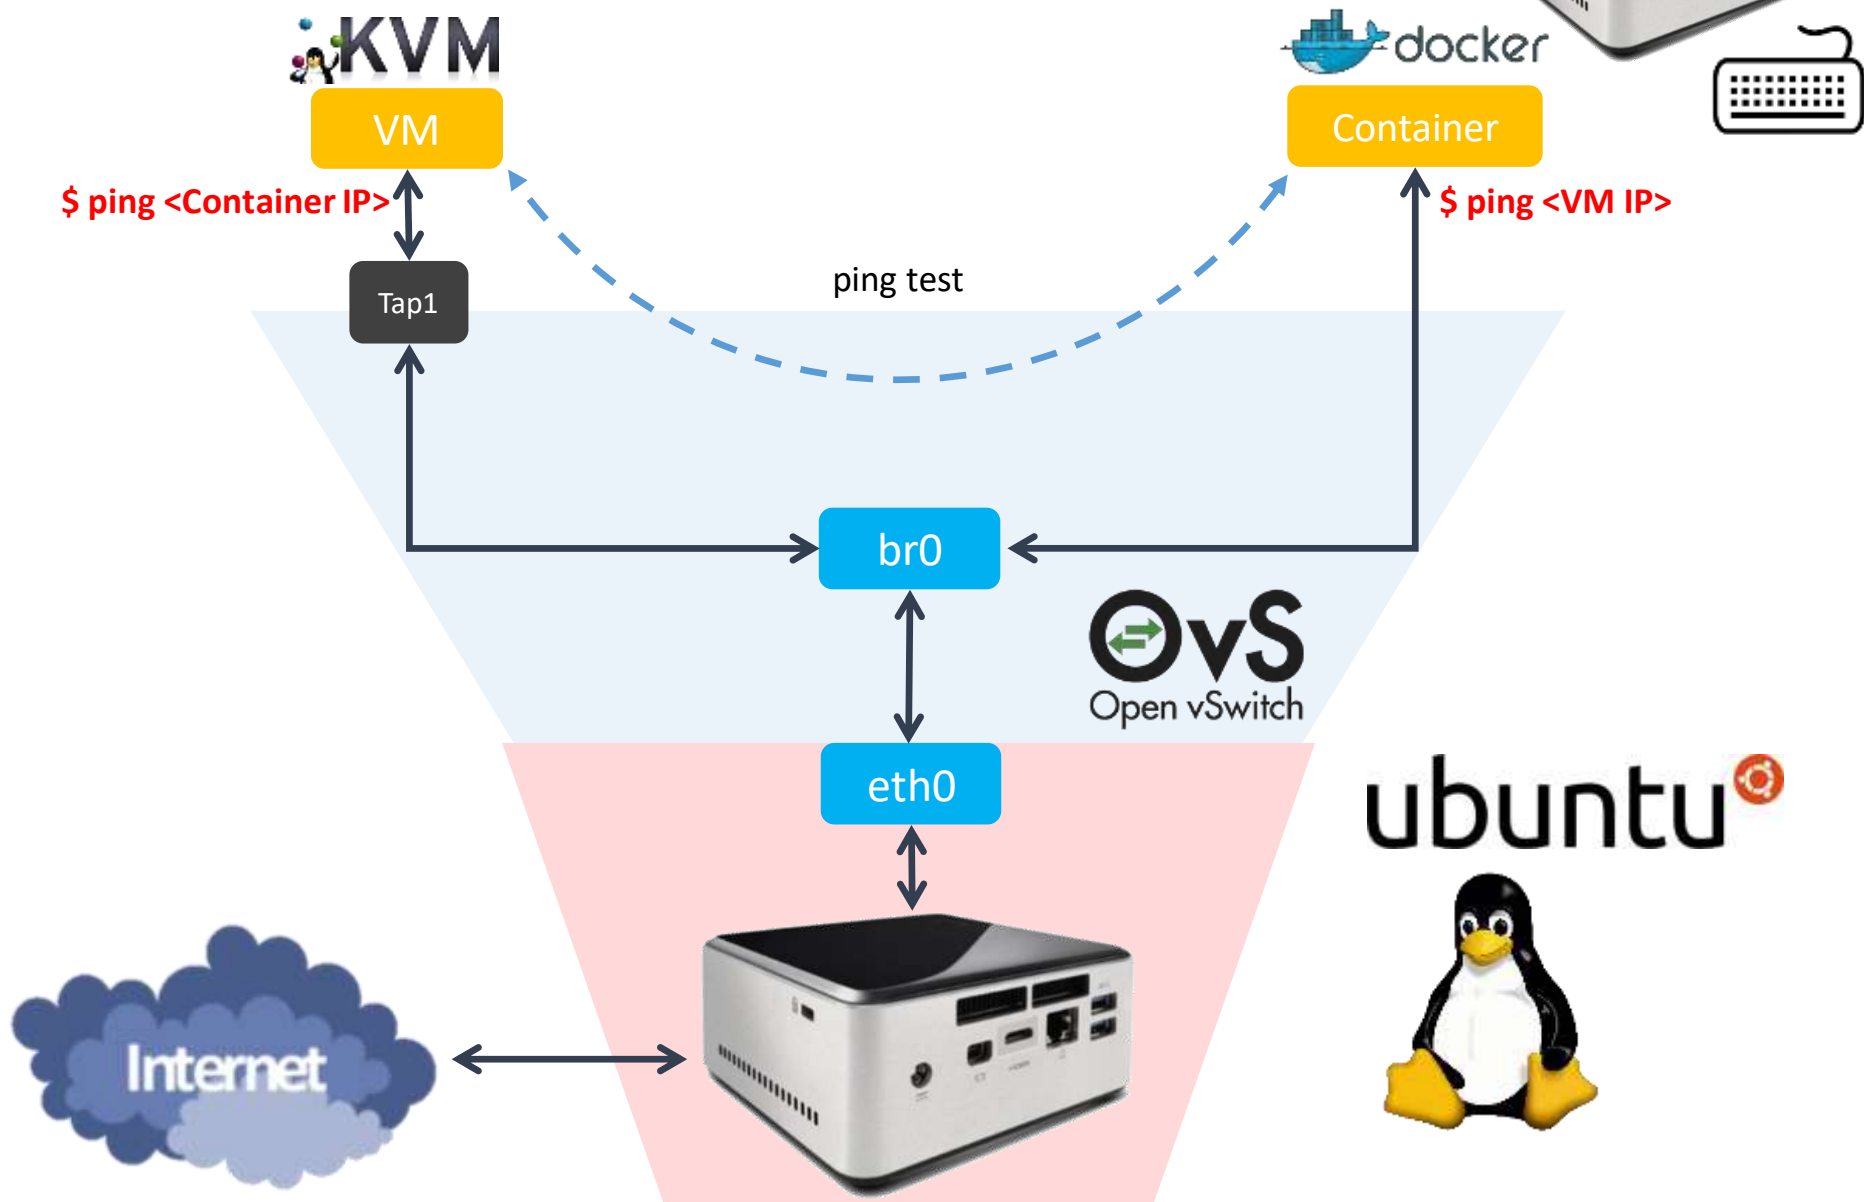 KVM
docker
VM
Container
$ ping <Container IP>
$ ping <VM IP>
ping test
Tap1
br0
OvS
Open vSwitch
eth0
ubuntu
Internet